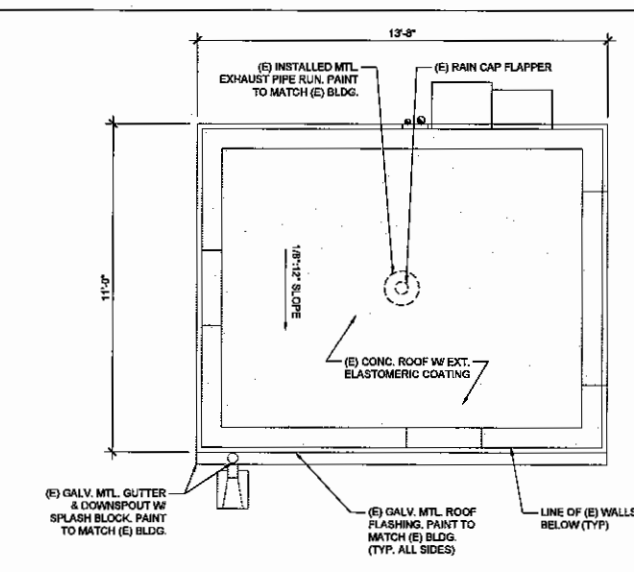 13'-8"
(E) INSTALLED MTL.
EXHAUST PIPE RUN. PAINT
TO MATCH (E) BLDG.
(E) RAIN CAP FLAPPER
11'-0"
1/8":12" SLOPE
(E) CONC. ROOF W/ EXT.
ELASTOMERIC COATING
(E) GALV. MTL. GUTTER
& DOWNSPOUT W/
SPLASH BLOCK. PAINT
TO MATCH (E) BLDG.
(E) GALV. MTL. ROOF
FLASHING. PAINT TO
MATCH (E) BLDG.
(TYP. ALL SIDES)
LINE OF (E) WALLS
BELOW (TYP)